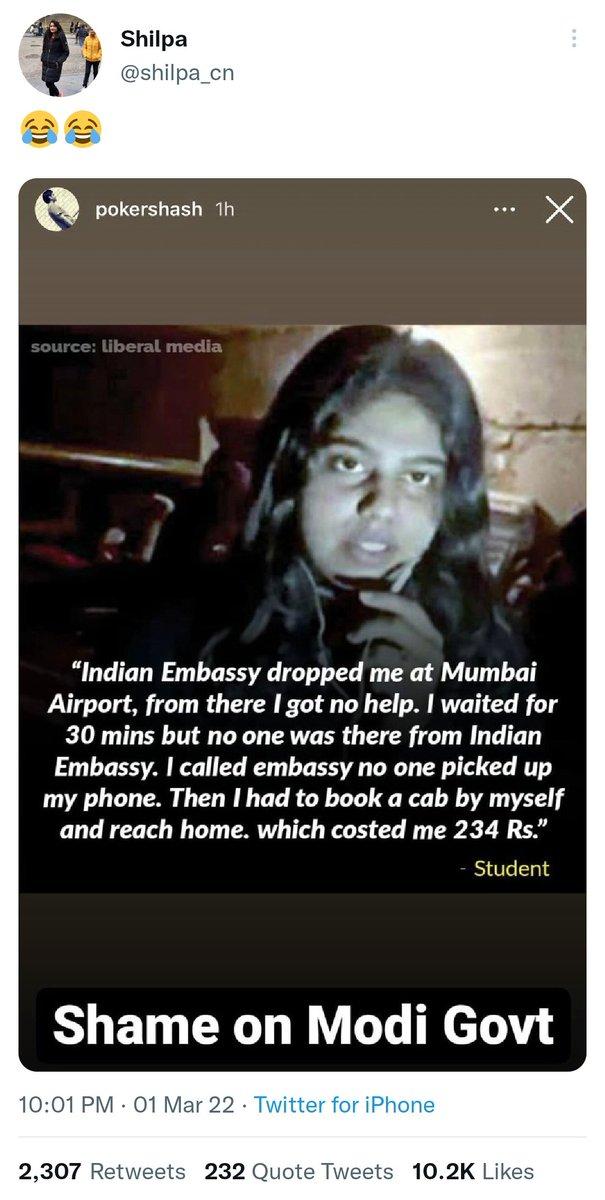 Shilpa
@shilpa_cn
😂😂
pokershash 1h
source: liberal media
“Indian Embassy dropped me at Mumbai
Airport, from there I got no help. I waited for
30 mins but no one was there from Indian
Embassy. I called embassy no one picked up
my phone. Then I had to book a cab by myself
and reach home. which costed me 234 Rs.”
- Student
Shame on Modi Govt
10:01 PM · 01 Mar 22 · Twitter for iPhone
2,307 Retweets 232 Quote Tweets 10.2K Likes